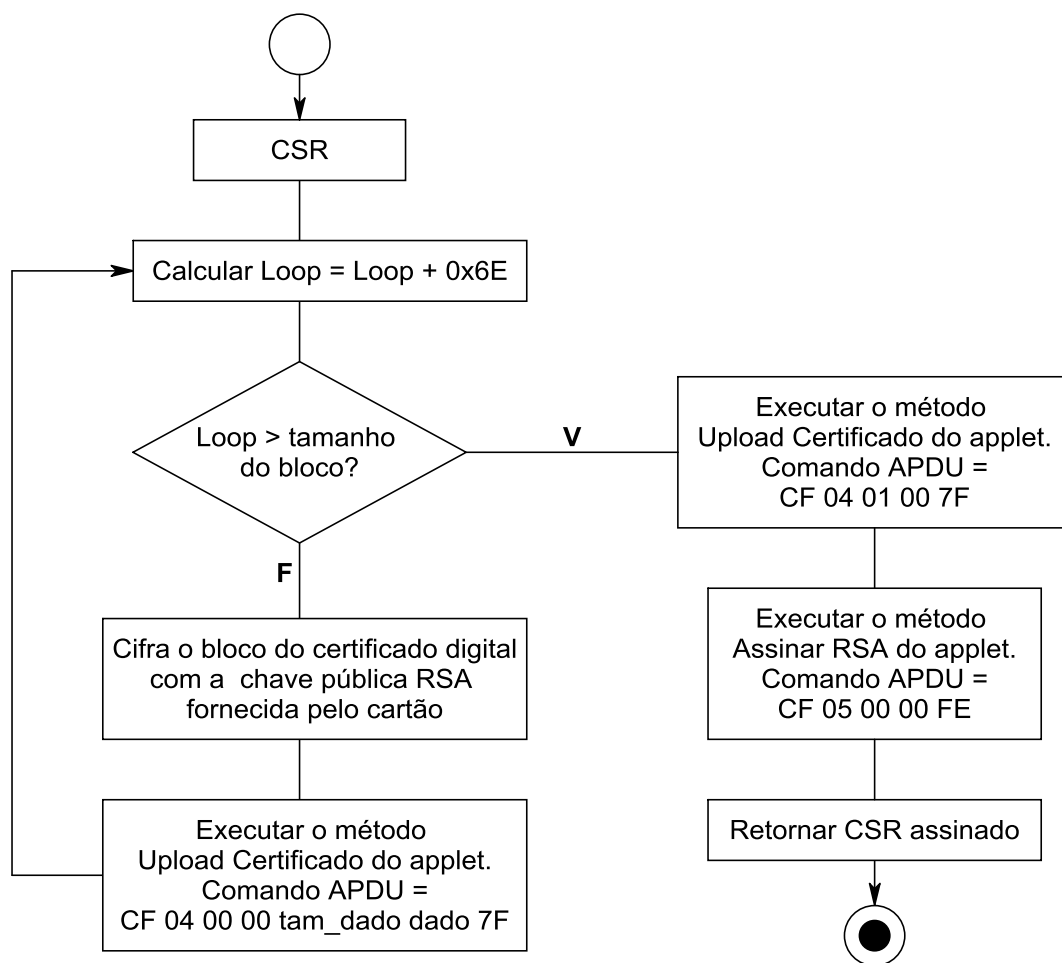 CSR
Calcular Loop = Loop + 0x6E
Loop > tamanho
do bloco?
V
F
Cifra o bloco do certificado digital
com a chave pública RSA
fornecida pelo cartão
Executar o método
Upload Certificado do applet.
Comando APDU =
CF 04 00 00 tam_dado dado 7F
Executar o método
Upload Certificado do applet.
Comando APDU =
CF 04 01 00 7F
Executar o método
Assinar RSA do applet.
Comando APDU =
CF 05 00 00 FE
Retornar CSR assinado